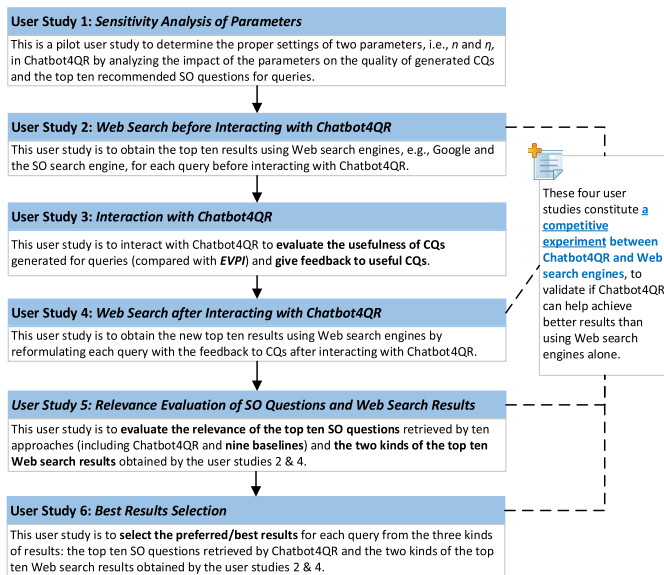 User Study 1: Sensitivity Analysis of Parameters
This is a pilot user study to determine the proper settings of two parameters, i.e., n and η,
in Chatbot4QR by analyzing the impact of the parameters on the quality of generated CQs
and the top ten recommended SO questions for queries.
User Study 2: Web Search before Interacting with Chatbot4QR
This user study is to obtain the top ten results using Web search engines, e.g., Google and
the SO search engine, for each query before interacting with Chatbot4QR.
User Study 3: Interaction with Chatbot4QR
This user study is to interact with Chatbot4QR to evaluate the usefulness of CQs
generated for queries (compared with EVPI) and give feedback to useful CQs.
User Study 4: Web Search after Interacting with Chatbot4QR
This user study is to obtain the new top ten results using Web search engines by
reformulating each query with the feedback to CQs after interacting with Chatbot4QR.
User Study 5: Relevance Evaluation of SO Questions and Web Search Results
This user study is to evaluate the relevance of the top ten SO questions retrieved by ten
approaches (including Chatbot4QR and nine baselines) and the two kinds of the top ten
Web search results obtained by the user studies 2 & 4.
User Study 6: Best Results Selection
This user study is to select the preferred/best results for each query from the three kinds
of results: the top ten SO questions retrieved by Chatbot4QR and the two kinds of the top
ten Web search results obtained by the user studies 2 & 4.
These four user
studies constitute a
competitive
experiment between
Chatbot4QR and Web
search engines, to
validate if Chatbot4QR
can help achieve
better results than
using Web search
engines alone.